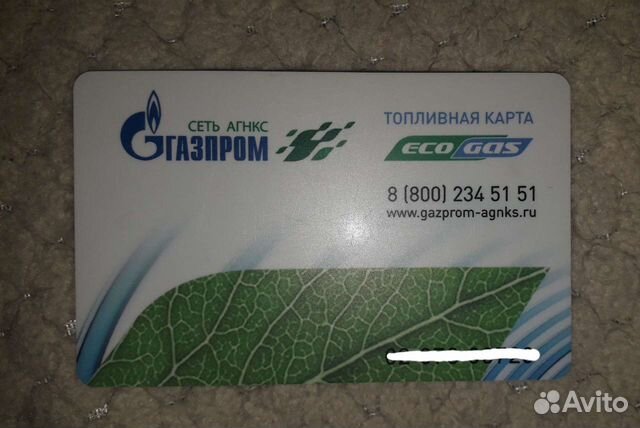 СЕТЬ АГНКС
ГАЗПРОМ
ТОПЛИВНАЯ КАРТА
ECO GAS
8 (800) 234 51 51
www.gazprom-agnks.ru
Avito